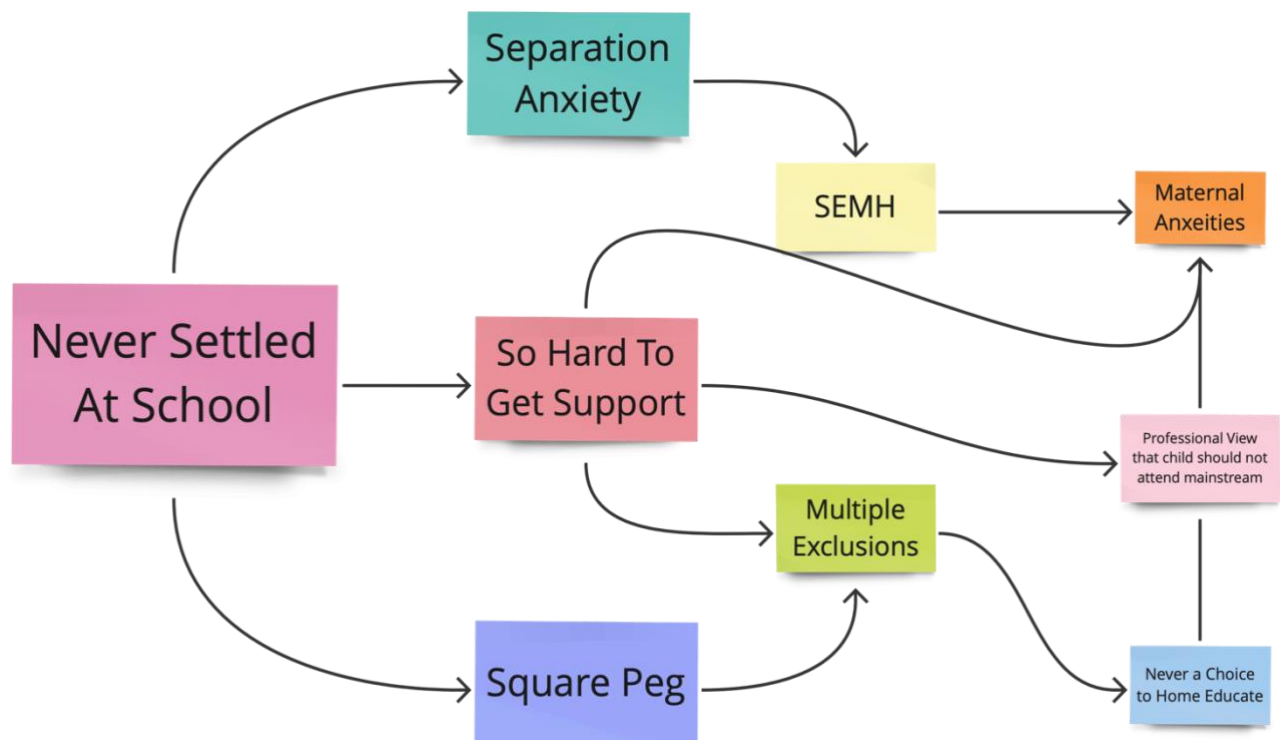 Separation
Anxiety
SEMH
Maternal
Anxeities
Never Settled
At School
So Hard To
Get Support
Professional View
that child should not
attend mainstream
Multiple
Exclusions
Square Peg
Never a Choice
to Home Educate